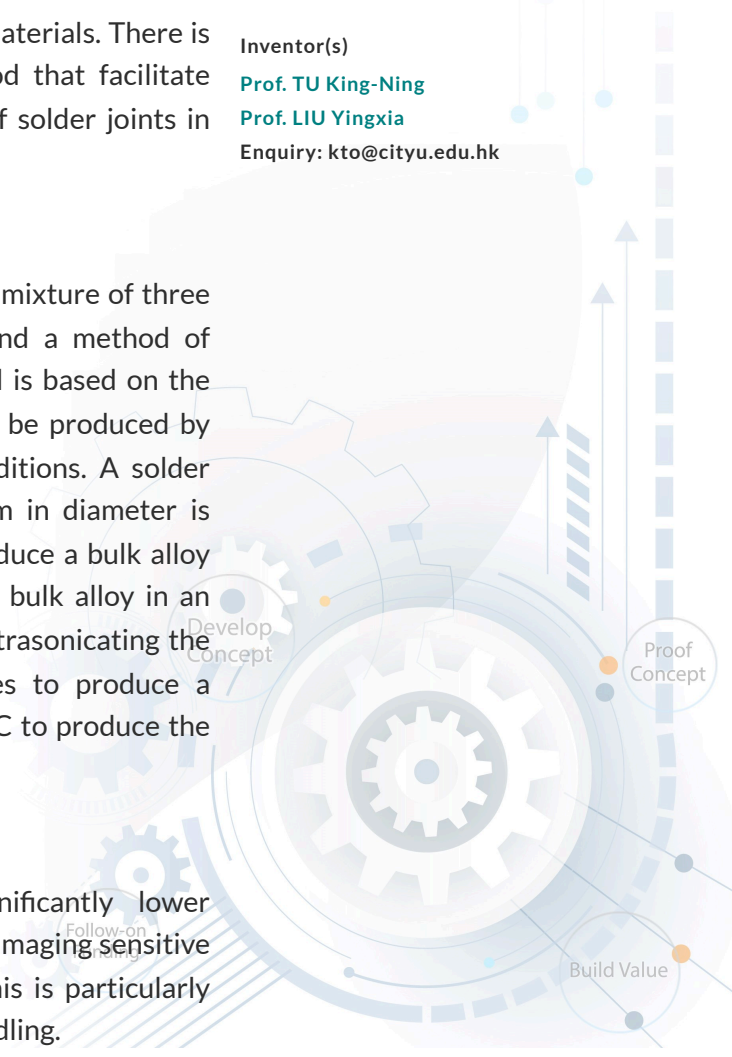 aterials. There is
d that facilitate
f solder joints in
Inventor(s)
Prof. TU King-Ning
Prof. LIU Yingxia
Enquiry: kto@cityu.edu.hk
mixture of three
nd a method of
is based on the
be produced by
ditions. A solder
in diameter is
duce a bulk alloy
bulk alloy in an
trasonicating the
es to produce a
C to produce the
nificantly lower
maging sensitive
is is particularly
dling.
Develop
Concept
Proof
Concept
Follow-on
Funding
Build Value